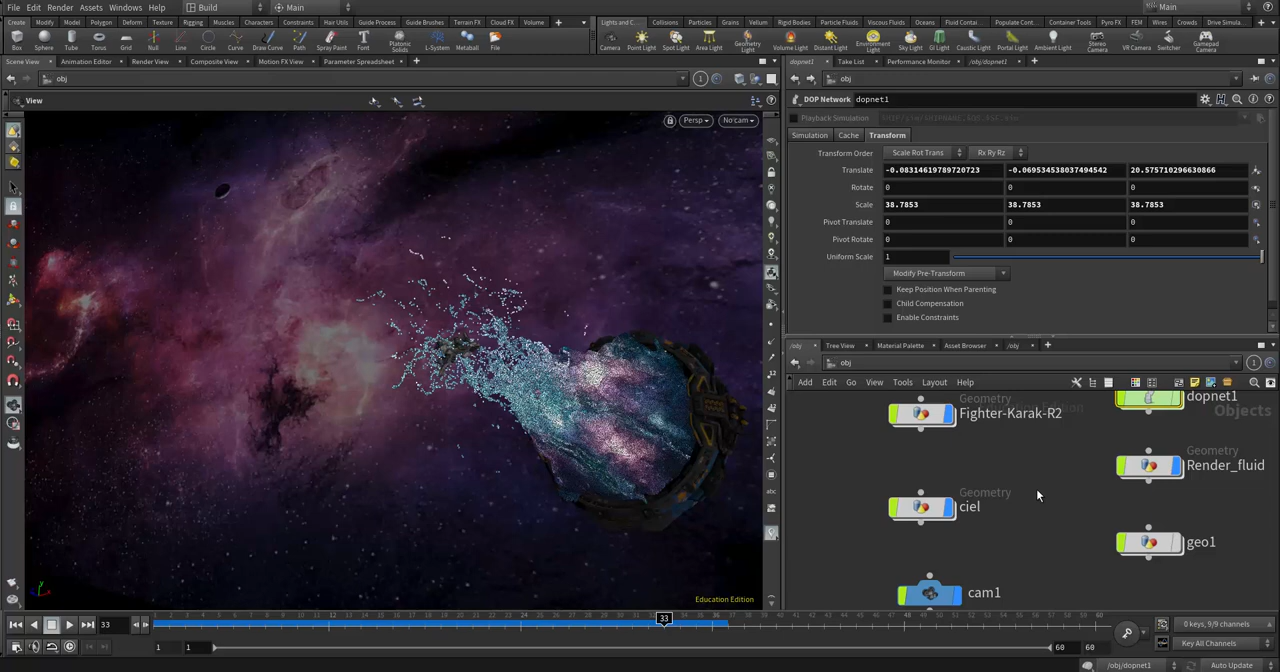 File Edit Render Assets Windows Help Build Main Main
Create Modify Model Polygon Deform Texture Rigging Muscles Characters Constraints Hair Utils Guide Process Guide Brushes Terrain FX Cloud FX Volume
Lights and C... Collisions Particles Grains Vellum Rigid Bodies Particle Fluids Viscous Fluids Oceans Fluid Contai... Populate Cont... Container Tools Pyro FX FEM Wires Crowds Drive Simula...
Box Sphere Tube Torus Grid Null Line Circle Curve Draw Curve Path Spray Paint Font Platonic Solids L-System Metaball File
Camera Point Light Spot Light Area Light Geometry Light Volume Light Distant Light Environment Light Sky Light GI Light Caustic Light Portal Light Ambient Light Stereo Camera VR Camera Switcher Gamepad Camera
Scene View Animation Editor Render View Composite View Motion FX View Parameter Spreadsheet
dopnet1 Take List Performance Monitor /obj/dopnet1
obj 1
obj
View
DOP Network dopnet1
Persp No cam
Playback Simulation
Simulation Cache Transform
Transform Order Scale Rot Trans Rx Ry Rz
Translate -0.08314619789720723 -0.069534538037494542 20.575710296630866
Rotate 0 0 0
Scale 38.7853 38.7853 38.7853
Pivot Translate 0 0 0
Pivot Rotate 0 0 0
Uniform Scale 1
Modify Pre-Transform
Keep Position When Parenting
Child Compensation
Enable Constraints
/obj Tree View Material Palette Asset Browser /obj
obj 1
Add Edit Go View Tools Layout Help
Geometry
Fighter-Karak-R2
dopnet1
Objects
Geometry
Render_fluid
Geometry
ciel
geo1
cam1
abc
Education Edition
33
33
1 1 60 60
0 keys, 9/9 channels
Key All Channels
/obj/dopnet1 Auto Update